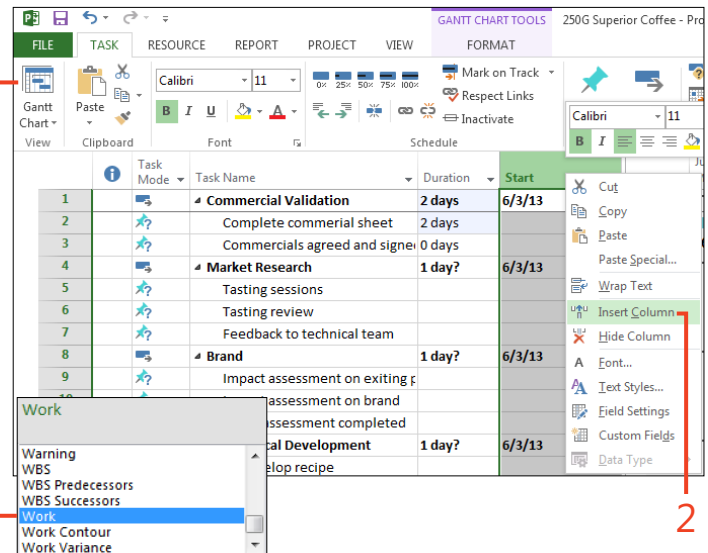 GANTT CHART TOOLS 250G Superior Coffee - Pro
FILE TASK RESOURCE REPORT PROJECT VIEW FORMAT
Gantt Chart
Paste
Calibri 11
B I U A
0% 25% 50% 75% 100%
Mark on Track
Respect Links
Inactivate
View Clipboard Font Schedule
Calibri 11
B I
Task Mode Task Name Duration Start
1 Commercial Validation 2 days 6/3/13
2 Complete commerial sheet 2 days
3 Commercials agreed and signe 0 days
4 Market Research 1 day? 6/3/13
5 Tasting sessions
6 Tasting review
7 Feedback to technical team
8 Brand 1 day? 6/3/13
9 Impact assessment on exiting p
assessment on brand
assessment completed
cal Development 1 day? 6/3/13
elop recipe
Cut
Copy
Paste
Paste Special...
Wrap Text
Insert Column
Hide Column
A Font...
Text Styles...
Field Settings
Custom Fields
Data Type
2
Work
Warning
WBS
WBS Predecessors
WBS Successors
Work
Work Contour
Work Variance